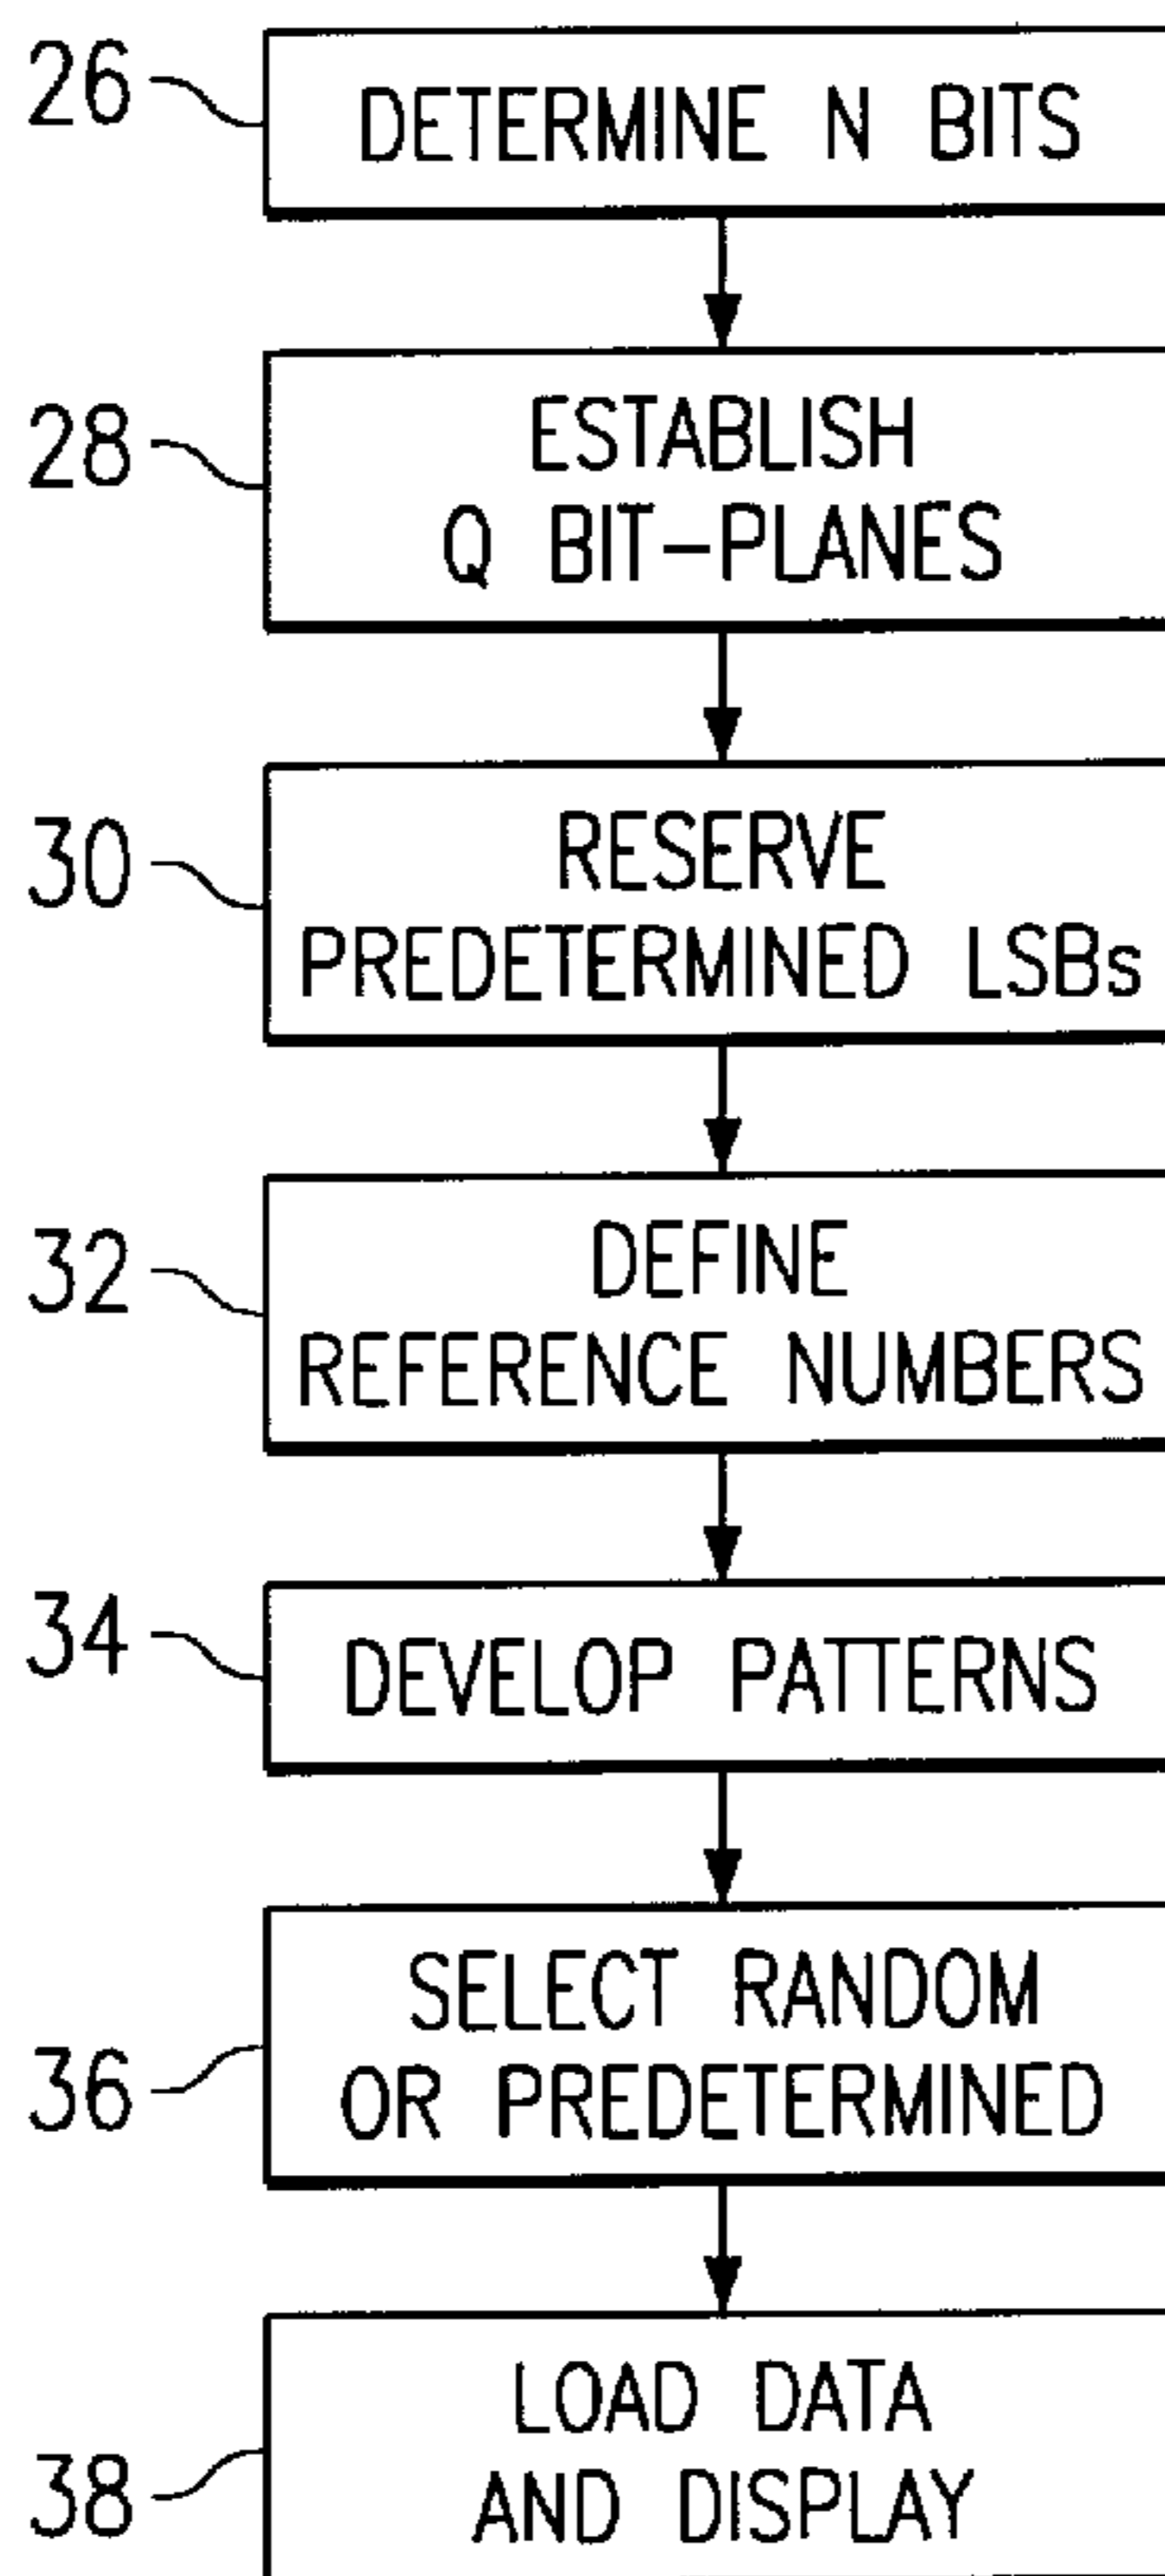 26
DETERMINE N BITS
28
ESTABLISH
Q BIT-PLANES
30
RESERVE
PREDETERMINED LSBs
32
DEFINE
REFERENCE NUMBERS
34
DEVELOP PATTERNS
36
SELECT RANDOM
OR PREDETERMINED
38
LOAD DATA
AND DISPLAY